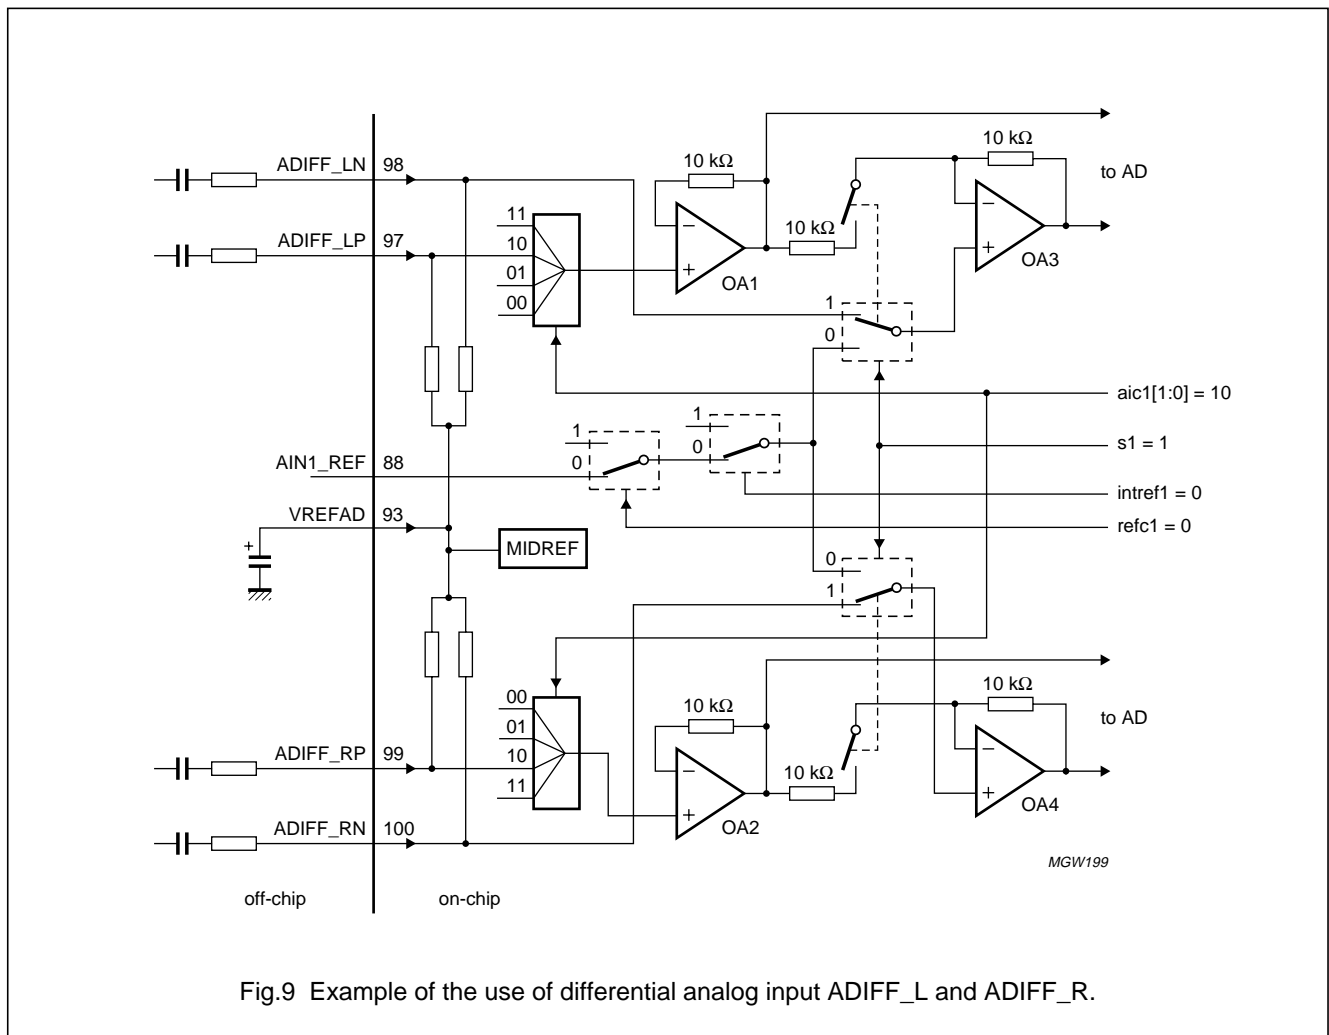 10 kΩ
ADIFF_LN 98
10 kΩ
to AD
11
ADIFF_LP 97
10
10 kΩ
01
OA1
OA3
00
1
0
aic1[1:0] = 10
1
1
s1 = 1
AIN1_REF 88
0
0
intref1 = 0
VREFAD 93
refc1 = 0
+
MIDREF
0
1
00
10 kΩ
10 kΩ
to AD
01
ADIFF_RP 99
10
10 kΩ
11
OA2
OA4
ADIFF_RN 100
MGW199
off-chip
on-chip
Fig.9 Example of the use of differential analog input ADIFF_L and ADIFF_R.